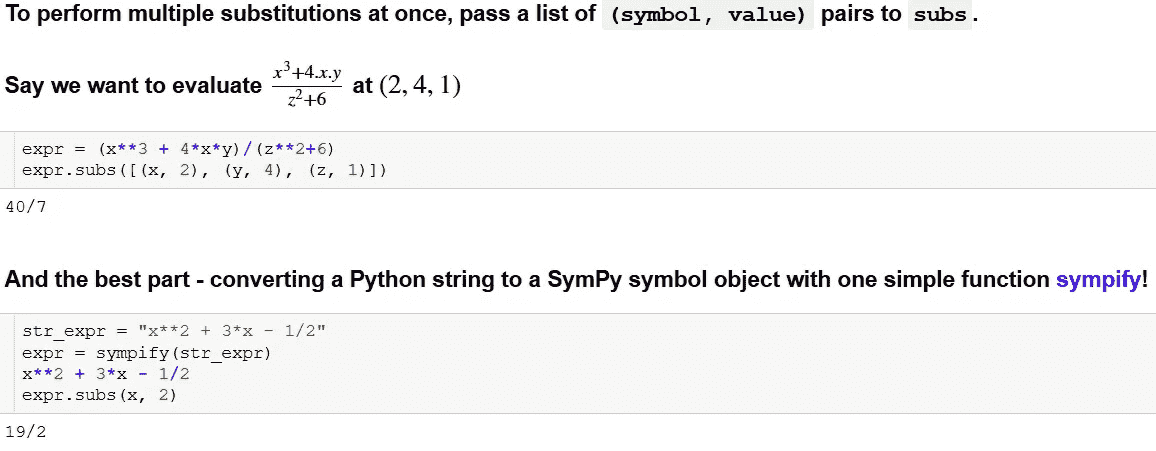 To perform multiple substitutions at once, pass a list of (symbol, value) pairs to subs.
Say we want to evaluate \frac{x^3+4.x.y}{z^2+6} at (2, 4, 1)
expr = (x**3 + 4*x*y)/(z**2+6)
expr.subs([(x, 2), (y, 4), (z, 1)])
40/7
And the best part - converting a Python string to a SymPy symbol object with one simple function sympify!
str_expr = "x**2 + 3*x - 1/2"
expr = sympify(str_expr)
x**2 + 3*x - 1/2
expr.subs(x, 2)
19/2